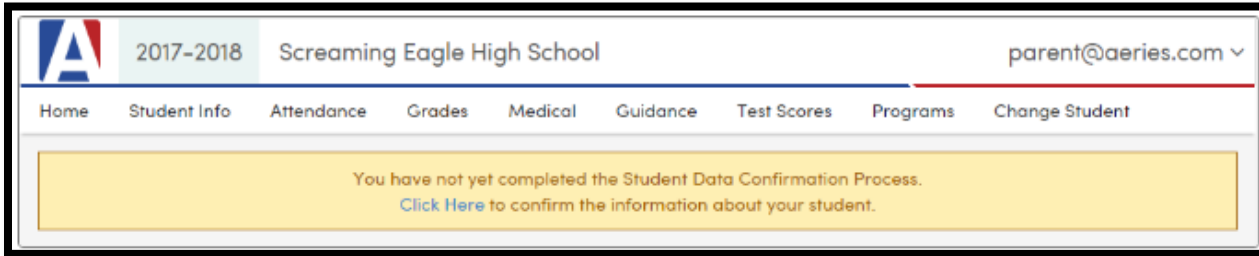 A 2017-2018 Screaming Eagle High School parent@aeries.com
Home Student Info Attendance Grades Medical Guidance Test Scores Programs Change Student
You have not yet completed the Student Data Confirmation Process.
Click Here to confirm the information about your student.